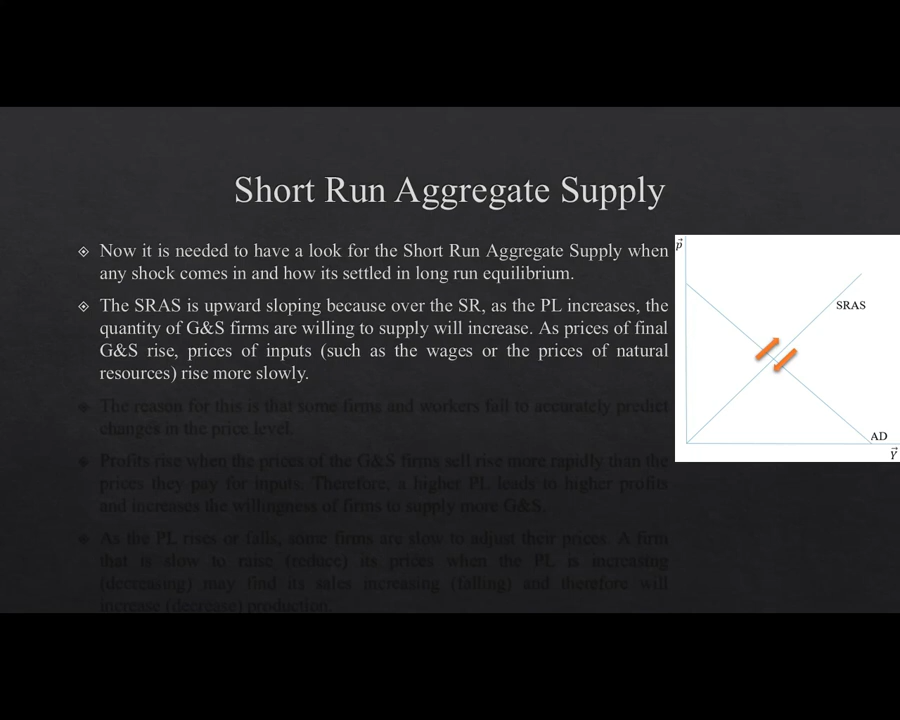 Short Run Aggregate Supply
Now it is needed to have a look for the Short Run Aggregate Supply when
any shock comes in and how its settled in long run equilibrium.
The SRAS is upward sloping because over the SR, as the PL increases, the
quantity of G&S firms are willing to supply will increase. As prices of final
G&S rise, prices of inputs (such as the wages or the prices of natural
resources) rise more slowly.
The reason for this is that some firms and workers fail to accurately predict
changes in the price level.
Profits rise when the prices of the G&S firms sell rise more rapidly than the
prices they pay for inputs. Therefore, a higher PL leads to higher profits
and increases the willingness of firms to supply more G&S.
As the PL rises or falls, some firms are slow to adjust their prices. A firm
that is slow to raise (reduce) its prices when the PL is increasing
(decreasing) may find its sales increasing (falling) and therefore will
increase (decrease) production.
p⃗
SRAS
AD
Y⃗